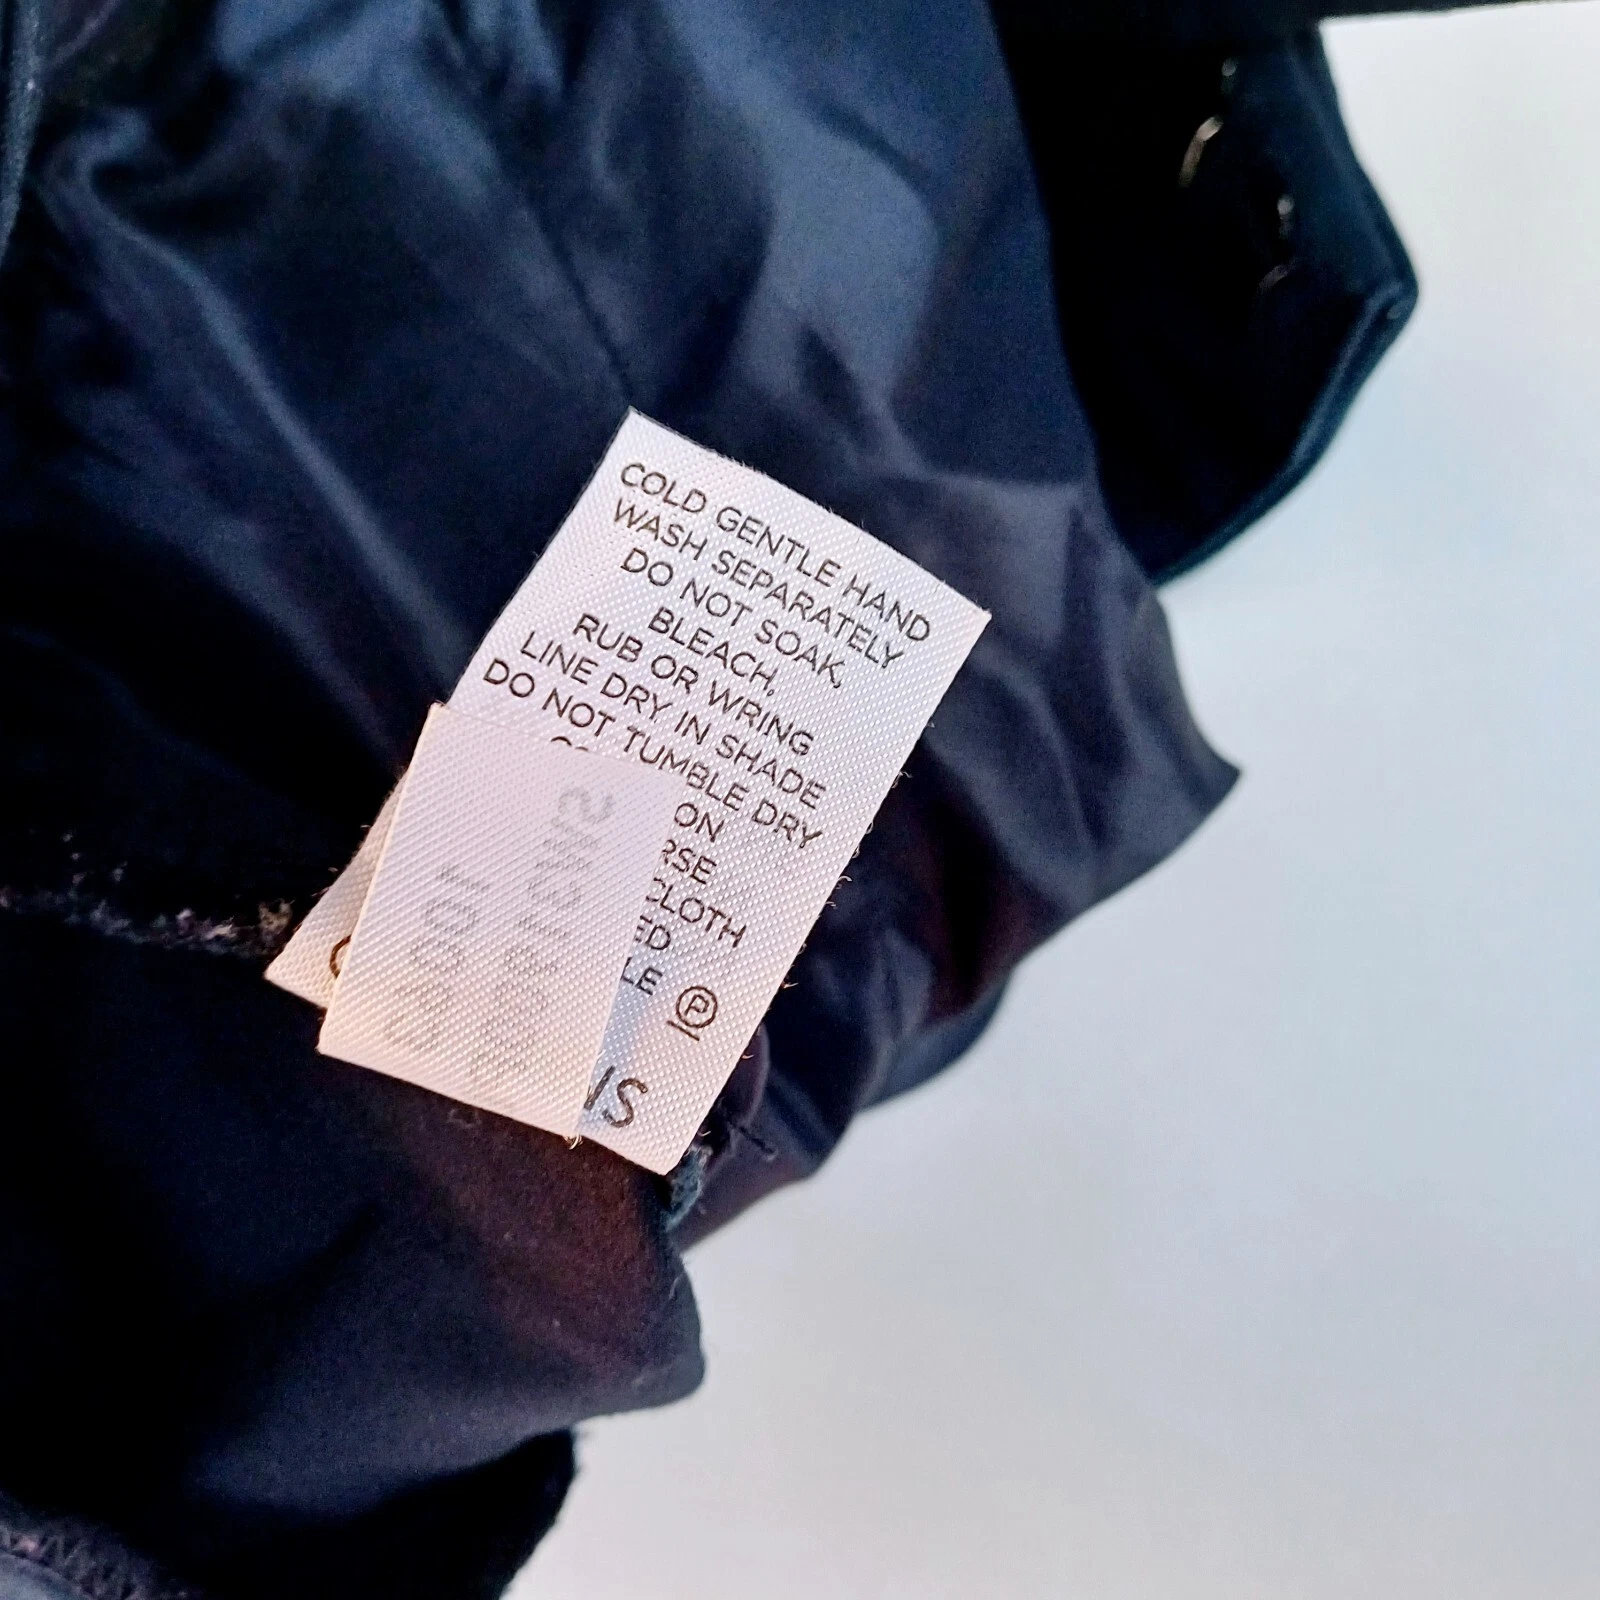 COLD GENTLE HAND
WASH SEPARATELY
DO NOT SOAK,
BLEACH,
RUB OR WRING
LINE DRY IN SHADE
DO NOT TUMBLE DRY
ON
RSE
CLOTH
ED
LE Ⓟ
NS